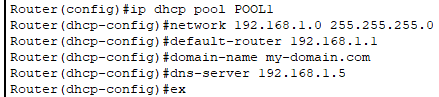 Router(config)#ip dhcp pool POOL1
Router(dhcp-config)#network 192.168.1.0 255.255.255.0
Router(dhcp-config)#default-router 192.168.1.1
Router(dhcp-config)#domain-name my-domain.com
Router(dhcp-config)#dns-server 192.168.1.5
Router(dhcp-config)#ex